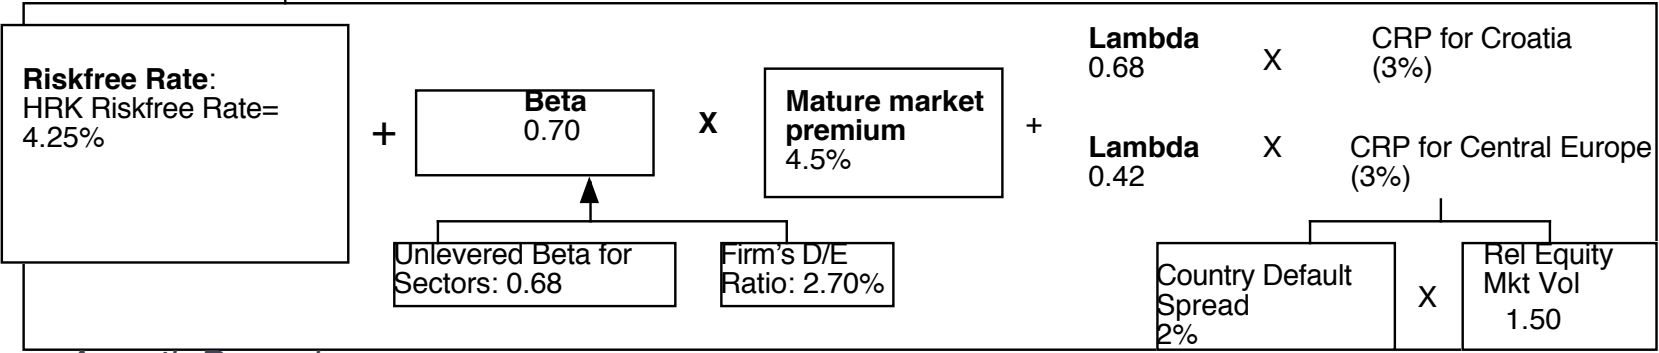 Riskfree Rate:
HRK Riskfree Rate=
4.25%
+
Beta
0.70
X
Mature market
premium
4.5%
+
Lambda
0.68
X
CRP for Croatia
(3%)
Lambda
0.42
X
CRP for Central Europe
(3%)
Unlevered Beta for
Sectors: 0.68
Firm's D/E
Ratio: 2.70%
Country Default
Spread
2%
X
Rel Equity
Mkt Vol
1.50